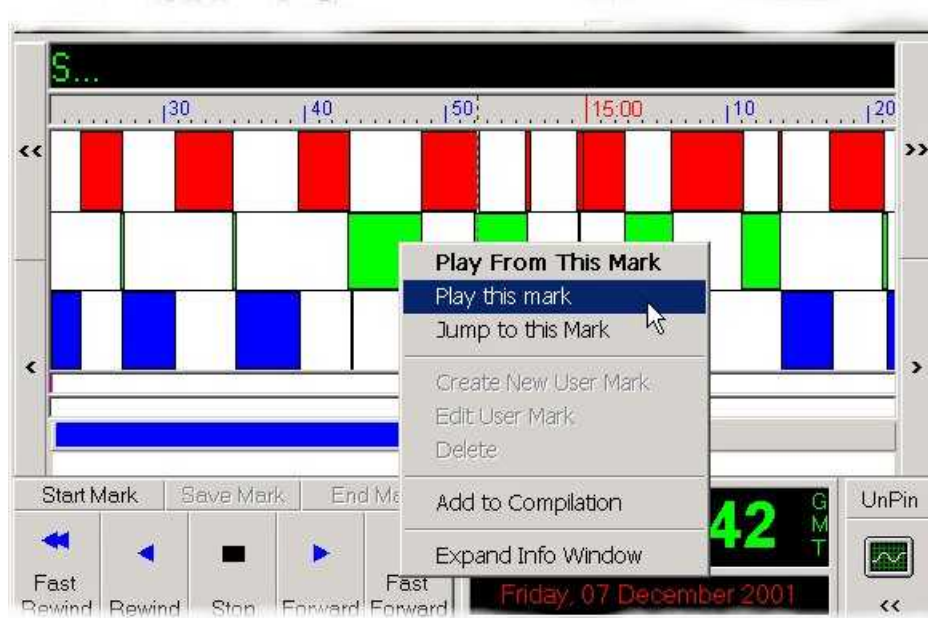 S...
30 40 50 15:00 10 20
<< >>
Play From This Mark
Play this mark
Jump to this Mark
< >
Create New User Mark
Edit User Mark
Delete
Start Mark Save Mark End Ma
Add to Compilation
42 GMT
UnPin
Expand Info Window
Fast Rewind
Rewind
Stop
Forward
Fast Forward
Friday, 07 December 2001
<<